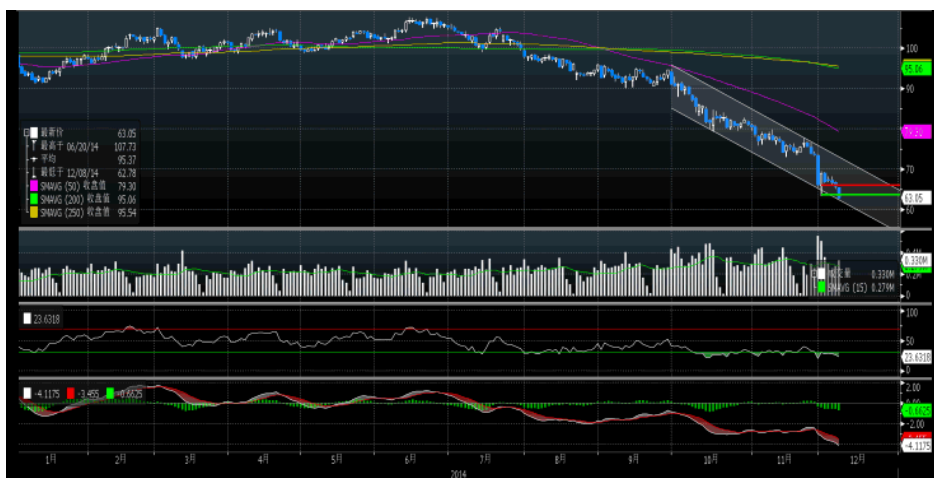 100
95.06
90
79.30
70
63.05
60
最新价 63.05
最高于 06/20/14 107.73
平均 95.37
最低于 12/08/14 62.78
SMAVG (50) 收盘值 79.30
SMAVG (200) 收盘值 95.06
SMAVG (250) 收盘值 95.54
0.4M
0.330M
0.2M
0
成交量 0.330M
SMAVG (15) 0.279M
23.6318
100
50
23.6318
0
-4.1175 -3.455 -0.6625
2.00
0.00
-0.6625
-2.00
-4.1175
1月 2月 3月 4月 5月 6月 7月 8月 9月 10月 11月 12月
2014